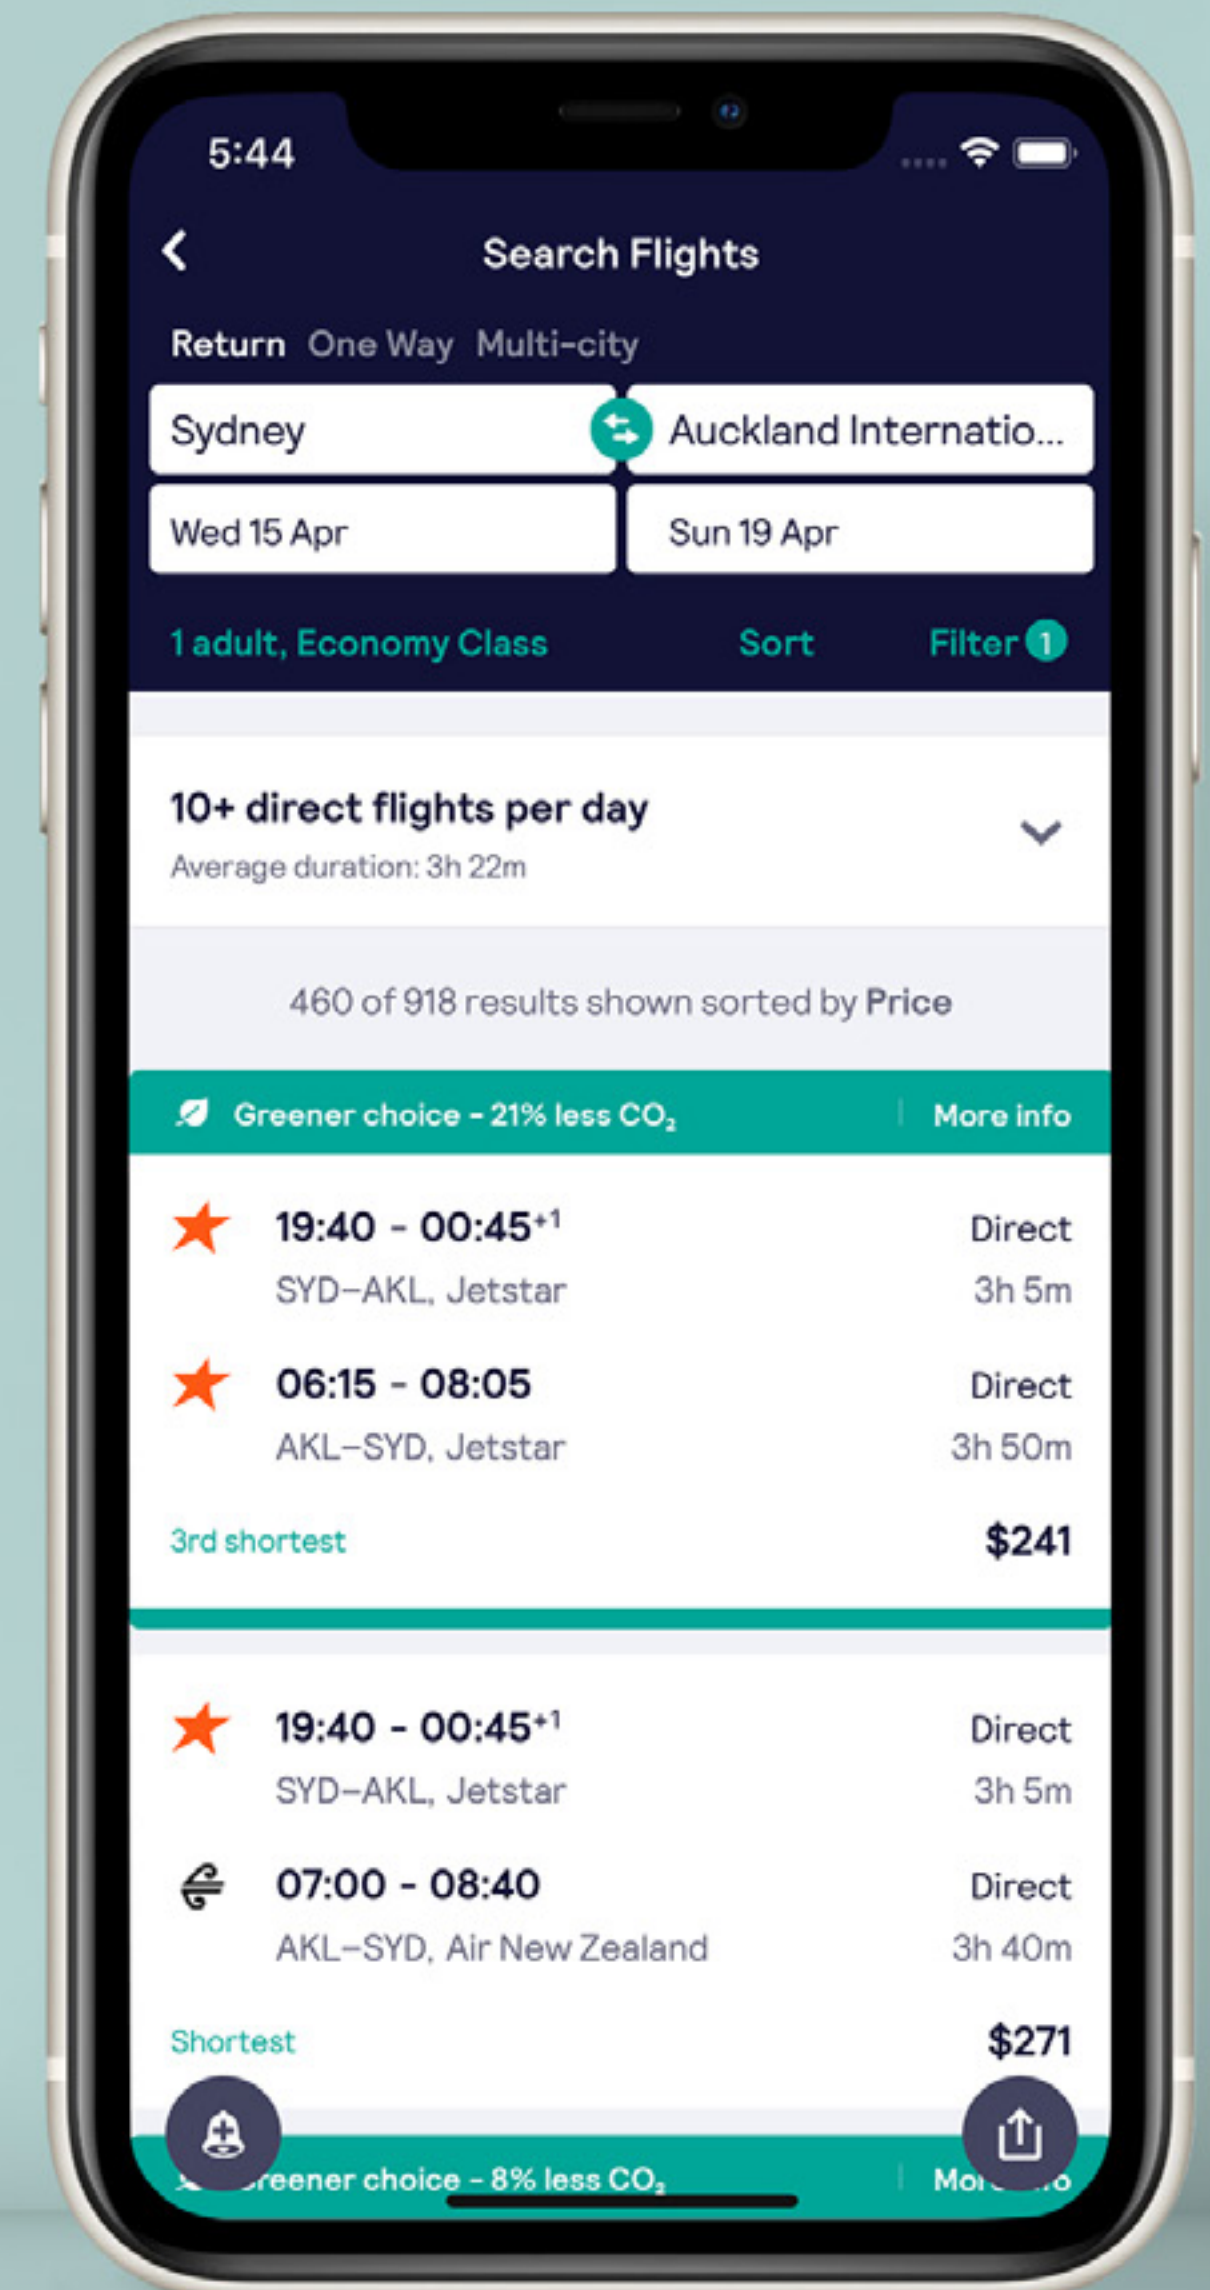 5:44
Search Flights
Return One Way Multi-city
Sydney Auckland Internatio...
Wed 15 Apr Sun 19 Apr
1 adult, Economy Class Sort Filter 1
10+ direct flights per day
Average duration: 3h 22m
460 of 918 results shown sorted by Price
Greener choice - 21% less CO₂ More info
19:40 - 00:45⁺¹ Direct
SYD–AKL, Jetstar 3h 5m
06:15 - 08:05 Direct
AKL–SYD, Jetstar 3h 50m
3rd shortest $241
19:40 - 00:45⁺¹ Direct
SYD–AKL, Jetstar 3h 5m
07:00 - 08:40 Direct
AKL–SYD, Air New Zealand 3h 40m
Shortest $271
Greener choice - 8% less CO₂ More info